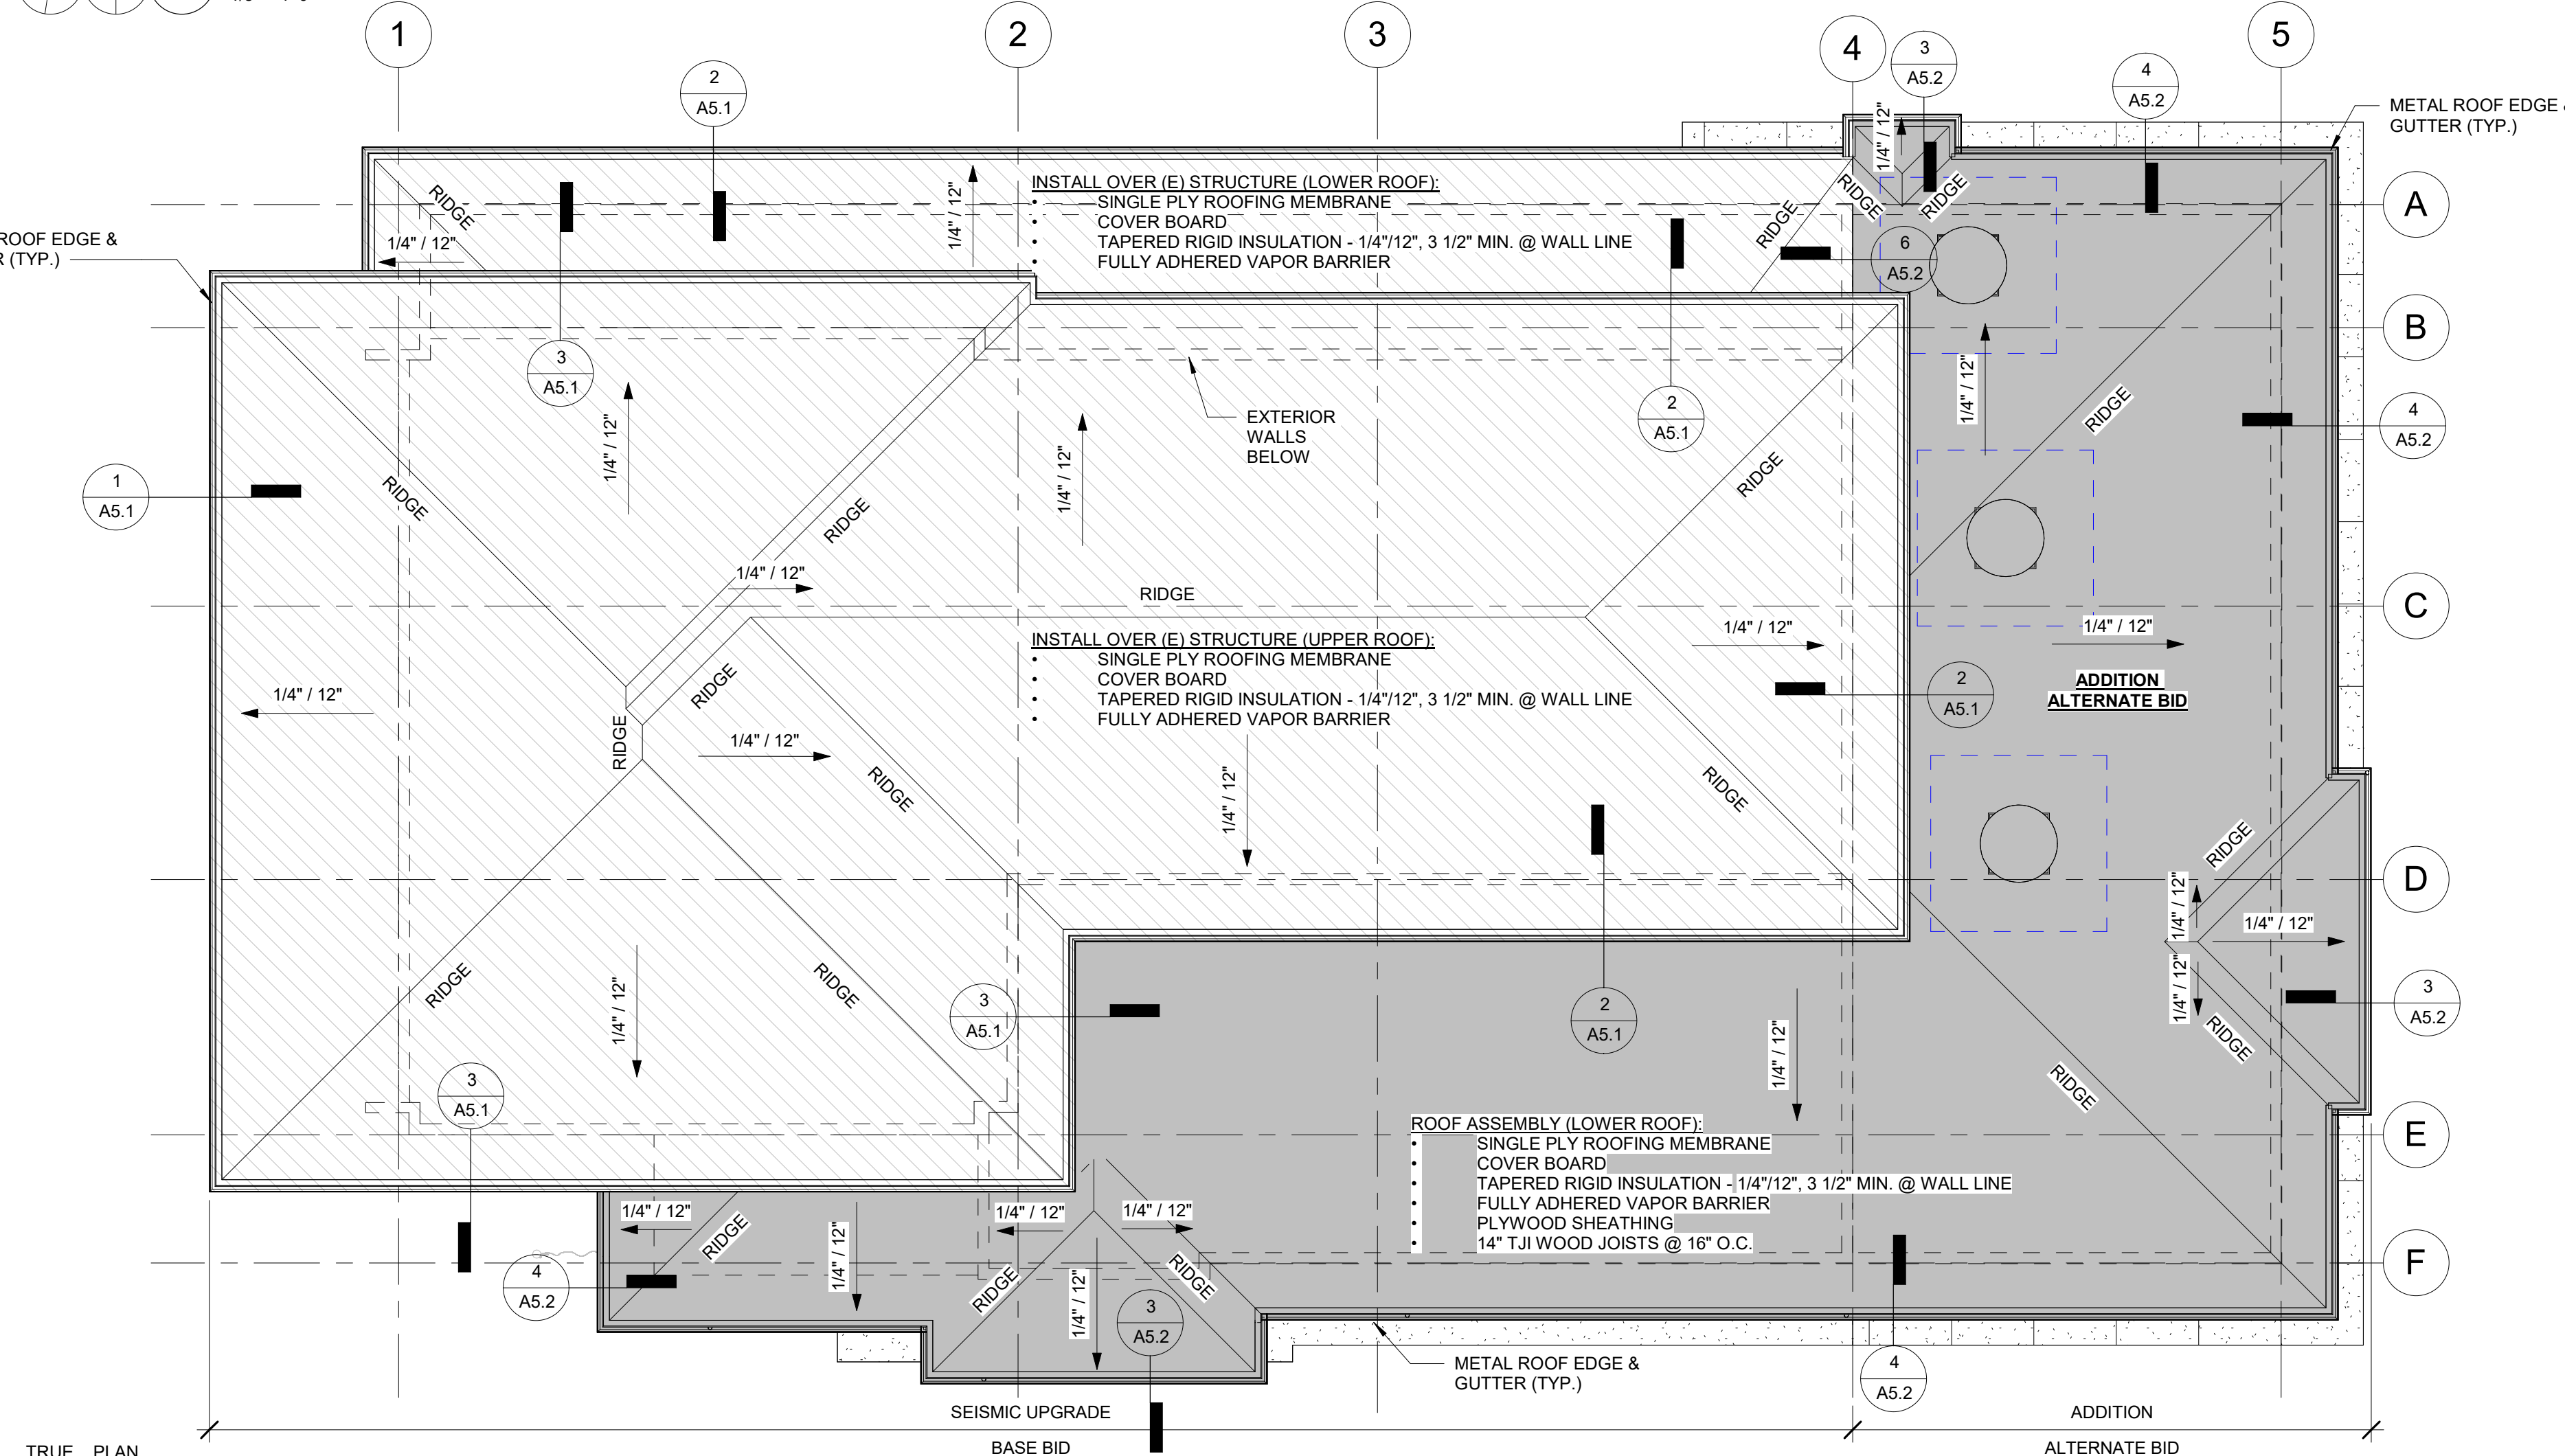 1
2
3
4
5
3
A5.2
4
A5.2
2
A5.1
METAL ROOF EDGE &
GUTTER (TYP.)
1/4" / 12"
INSTALL OVER (E) STRUCTURE (LOWER ROOF):
• SINGLE PLY ROOFING MEMBRANE
• COVER BOARD
• TAPERED RIGID INSULATION - 1/4"/12", 3 1/2" MIN. @ WALL LINE
• FULLY ADHERED VAPOR BARRIER
RIDGE
1/4" / 12"
1/4" / 12"
RIDGE
RIDGE
RIDGE
A
ROOF EDGE &
(TYP.)
6
A5.2
B
3
A5.1
EXTERIOR
WALLS
BELOW
2
A5.1
1/4" / 12"
RIDGE
4
A5.2
1
A5.1
RIDGE
1/4" / 12"
RIDGE
1/4" / 12"
RIDGE
1/4" / 12"
RIDGE
C
INSTALL OVER (E) STRUCTURE (UPPER ROOF):
• SINGLE PLY ROOFING MEMBRANE
• COVER BOARD
• TAPERED RIGID INSULATION - 1/4"/12", 3 1/2" MIN. @ WALL LINE
• FULLY ADHERED VAPOR BARRIER
1/4" / 12"
1/4" / 12"
ADDITION
ALTERNATE BID
2
A5.1
1/4" / 12"
RIDGE
RIDGE
1/4" / 12"
RIDGE
1/4" / 12"
RIDGE
RIDGE
D
1/4" / 12"
1/4" / 12"
1/4" / 12"
RIDGE
3
A5.2
RIDGE
RIDGE
1/4" / 12"
3
A5.1
2
A5.1
1/4" / 12"
RIDGE
3
A5.1
E
ROOF ASSEMBLY (LOWER ROOF):
• SINGLE PLY ROOFING MEMBRANE
• COVER BOARD
• TAPERED RIGID INSULATION - 1/4"/12", 3 1/2" MIN. @ WALL LINE
• FULLY ADHERED VAPOR BARRIER
• PLYWOOD SHEATHING
• 14" TJI WOOD JOISTS @ 16" O.C.
1/4" / 12"
RIDGE
1/4" / 12"
1/4" / 12"
1/4" / 12"
RIDGE
RIDGE
1/4" / 12"
F
4
A5.2
3
A5.2
METAL ROOF EDGE &
GUTTER (TYP.)
4
A5.2
SEISMIC UPGRADE
BASE BID
ADDITION
ALTERNATE BID
TRUE PLAN